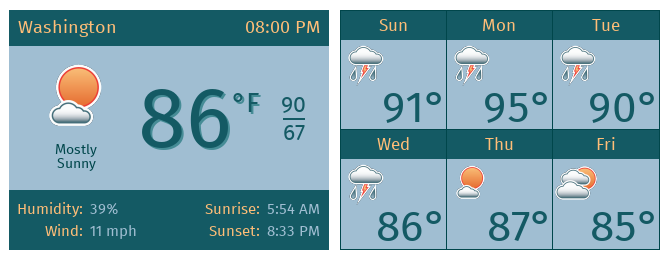 Washington 08:00 PM
86°F
90
67
Mostly
Sunny
Humidity: 39% Sunrise: 5:54 AM
Wind: 11 mph Sunset: 8:33 PM
Sun Mon Tue
91° 95° 90°
Wed Thu Fri
86° 87° 85°